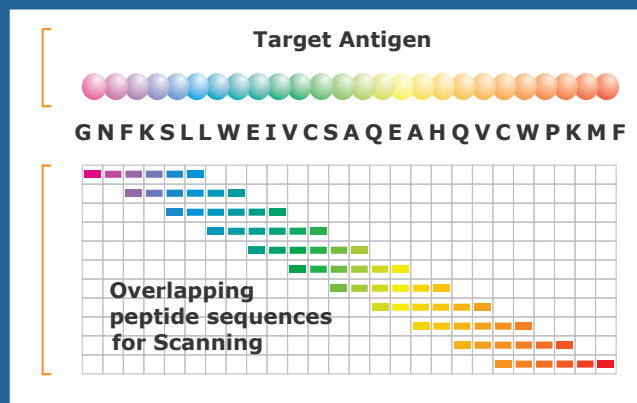 Target Antigen
G N F K S L L W E I V C S A Q E A H Q V C W P K M F
Overlapping
peptide sequences
for Scanning